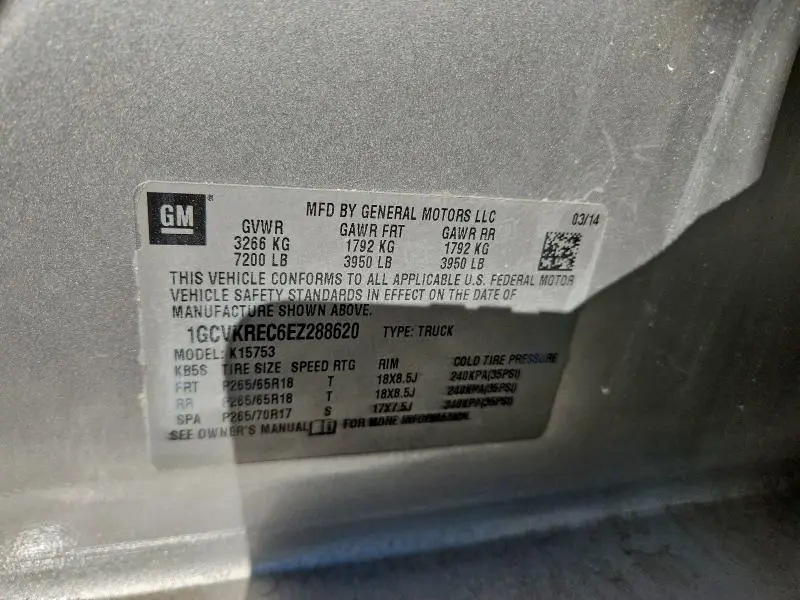 GM
MFD BY GENERAL MOTORS LLC 03/14
GVWR GAWR FRT GAWR RR
3266 KG 1792 KG 1792 KG
7200 LB 3950 LB 3950 LB
THIS VEHICLE CONFORMS TO ALL APPLICABLE U.S. FEDERAL MOTOR
VEHICLE SAFETY STANDARDS IN EFFECT ON THE DATE OF
MANUFACTURE SHOWN ABOVE.
1GCVKREC6EZ288620 TYPE: TRUCK
MODEL: K15753
KB5S TIRE SIZE SPEED RTG RIM COLD TIRE PRESSURE
FRT P265/65R18 T 18X8.5J 240KPA(35PSI)
RR P265/65R18 T 18X8.5J 240KPA(35PSI)
SPA P265/70R17 S 17X7.5J 240KPA(35PSI)
SEE OWNER'S MANUAL FOR MORE INFORMATION.